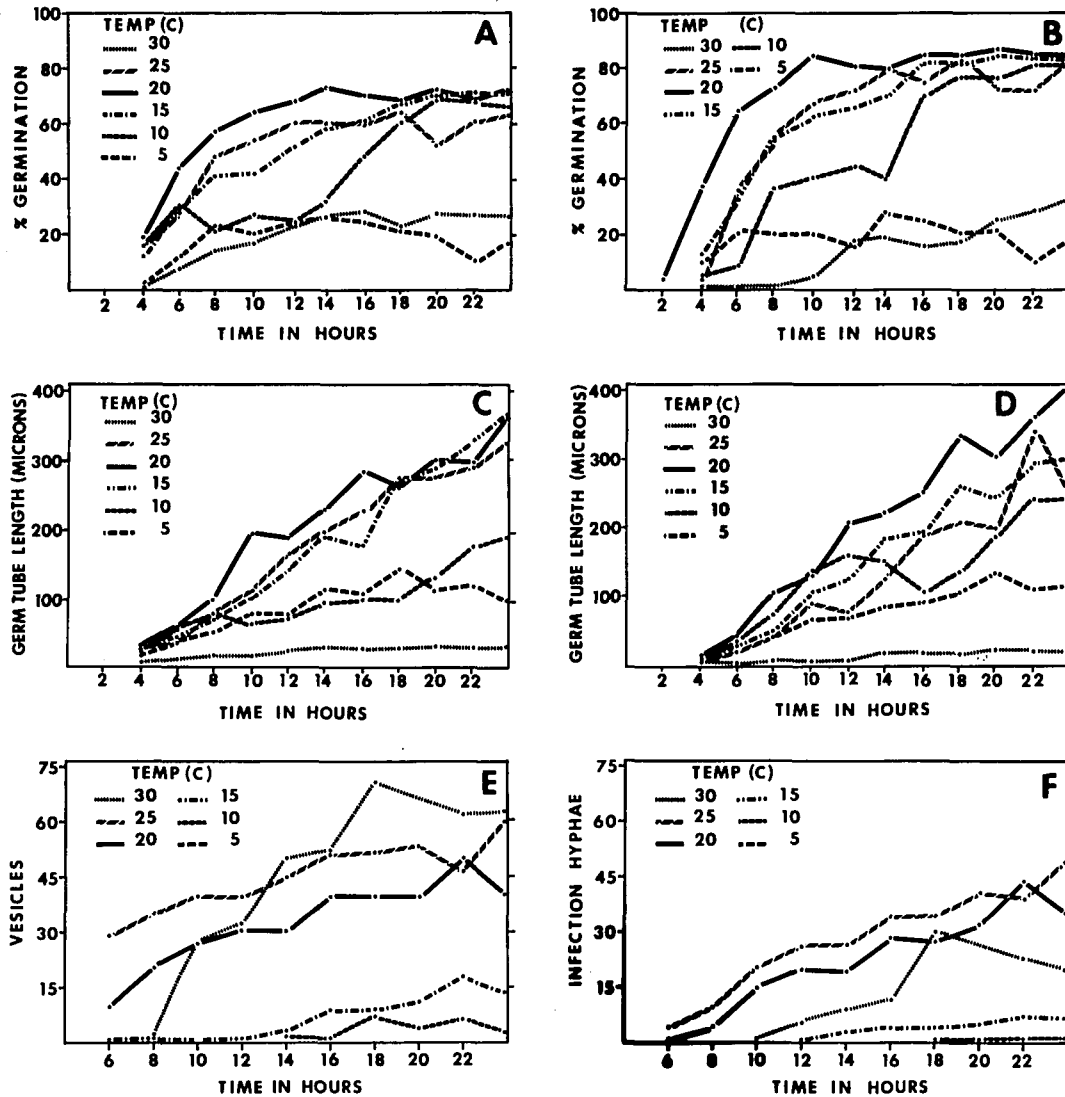 A
TEMP (C)
30
25
20
15
10
5
% GERMINATION
100
80
60
40
20
2 4 6 8 10 12 14 16 18 20 22
TIME IN HOURS
B
TEMP (C)
30 10
25 5
20
15
% GERMINATION
100
80
60
40
20
2 4 6 8 10 12 14 16 18 20 22
TIME IN HOURS
C
TEMP (C)
30
25
20
15
10
5
GERM TUBE LENGTH (MICRONS)
400
300
200
100
2 4 6 8 10 12 14 16 18 20 22
TIME IN HOURS
D
TEMP (C)
30
25
20
15
10
5
GERM TUBE LENGTH (MICRONS)
400
300
200
100
2 4 6 8 10 12 14 16 18 20 22
TIME IN HOURS
E
TEMP (C)
30 15
25 10
20 5
VESICLES
75
60
45
30
15
6 8 10 12 14 16 18 20 22
TIME IN HOURS
F
TEMP (C)
30 15
25 10
20 5
INFECTION HYPHAE
75
60
45
30
15
6 8 10 12 14 16 18 20 22
TIME IN HOURS